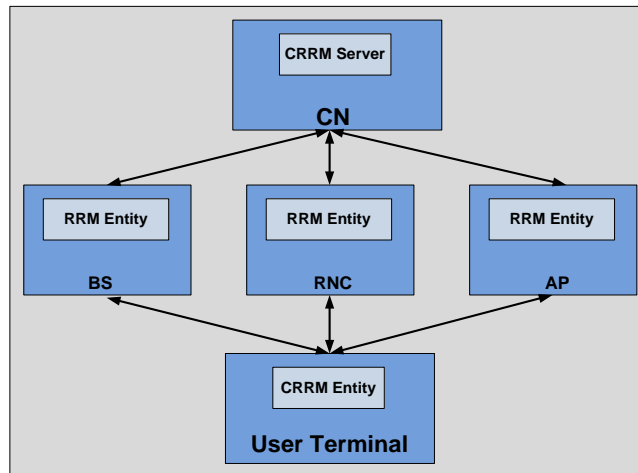 CRRM Server
CN
RRM Entity
RRM Entity
RRM Entity
BS
RNC
AP
CRRM Entity
User Terminal